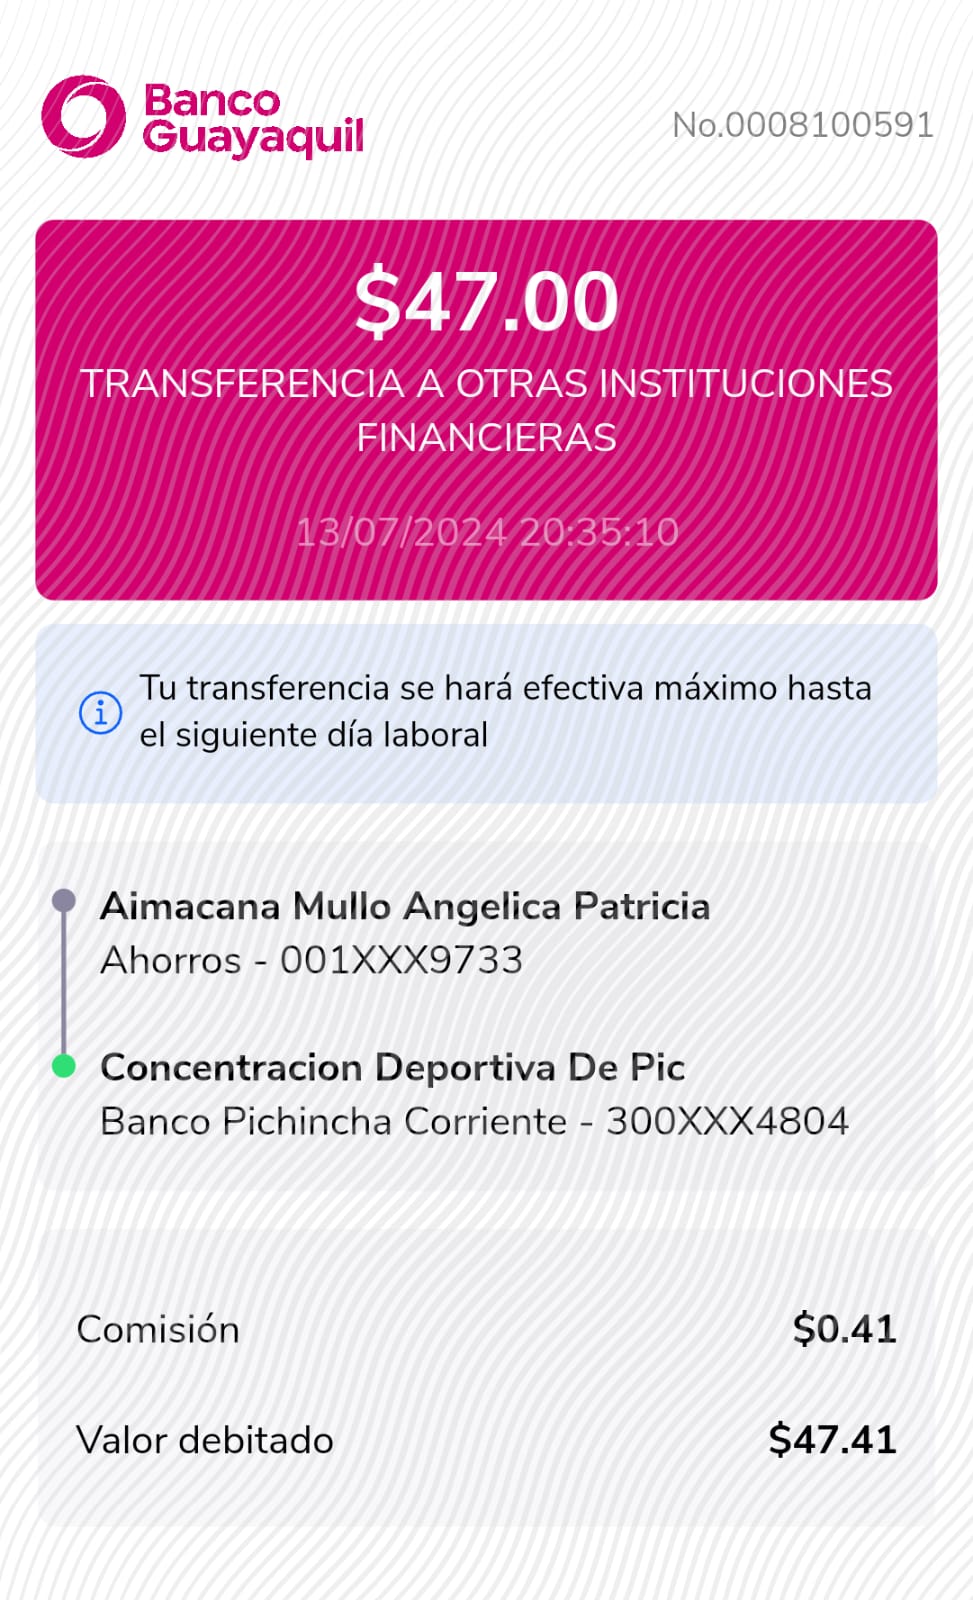 Banco
Guayaquil
No.0008100591
$47.00
TRANSFERENCIA A OTRAS INSTITUCIONES
FINANCIERAS
13/07/2024 20:35:10
Tu transferencia se hará efectiva máximo hasta
el siguiente día laboral
Aimacana Mullo Angelica Patricia
Ahorros - 001XXX9733
Concentracion Deportiva De Pic
Banco Pichincha Corriente - 300XXX4804
Comisión $0.41
Valor debitado $47.41